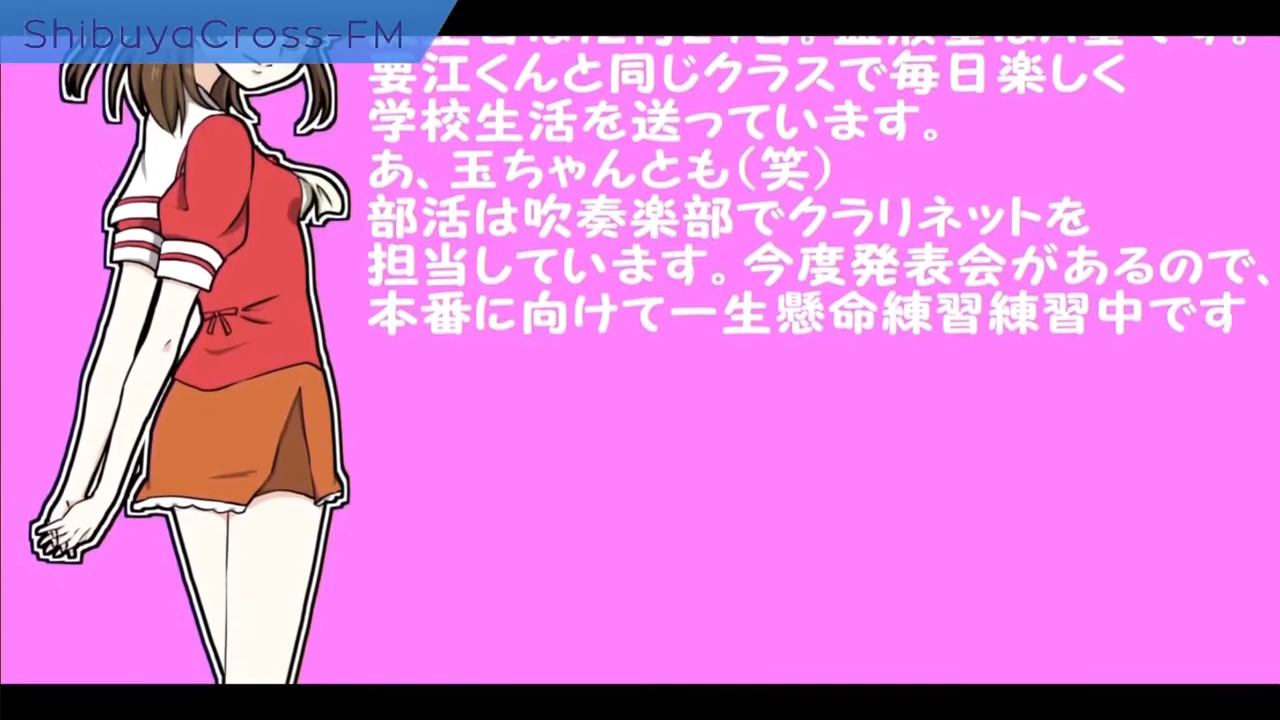 ShibuyaCross-FM
要江くんと同じクラスで毎日楽しく
学校生活を送っています。
あ、玉ちゃんとも（笑）
部活は吹奏楽部でクラリネットを
担当しています。今度発表会があるので、
本番に向けて一生懸命練習練習中です